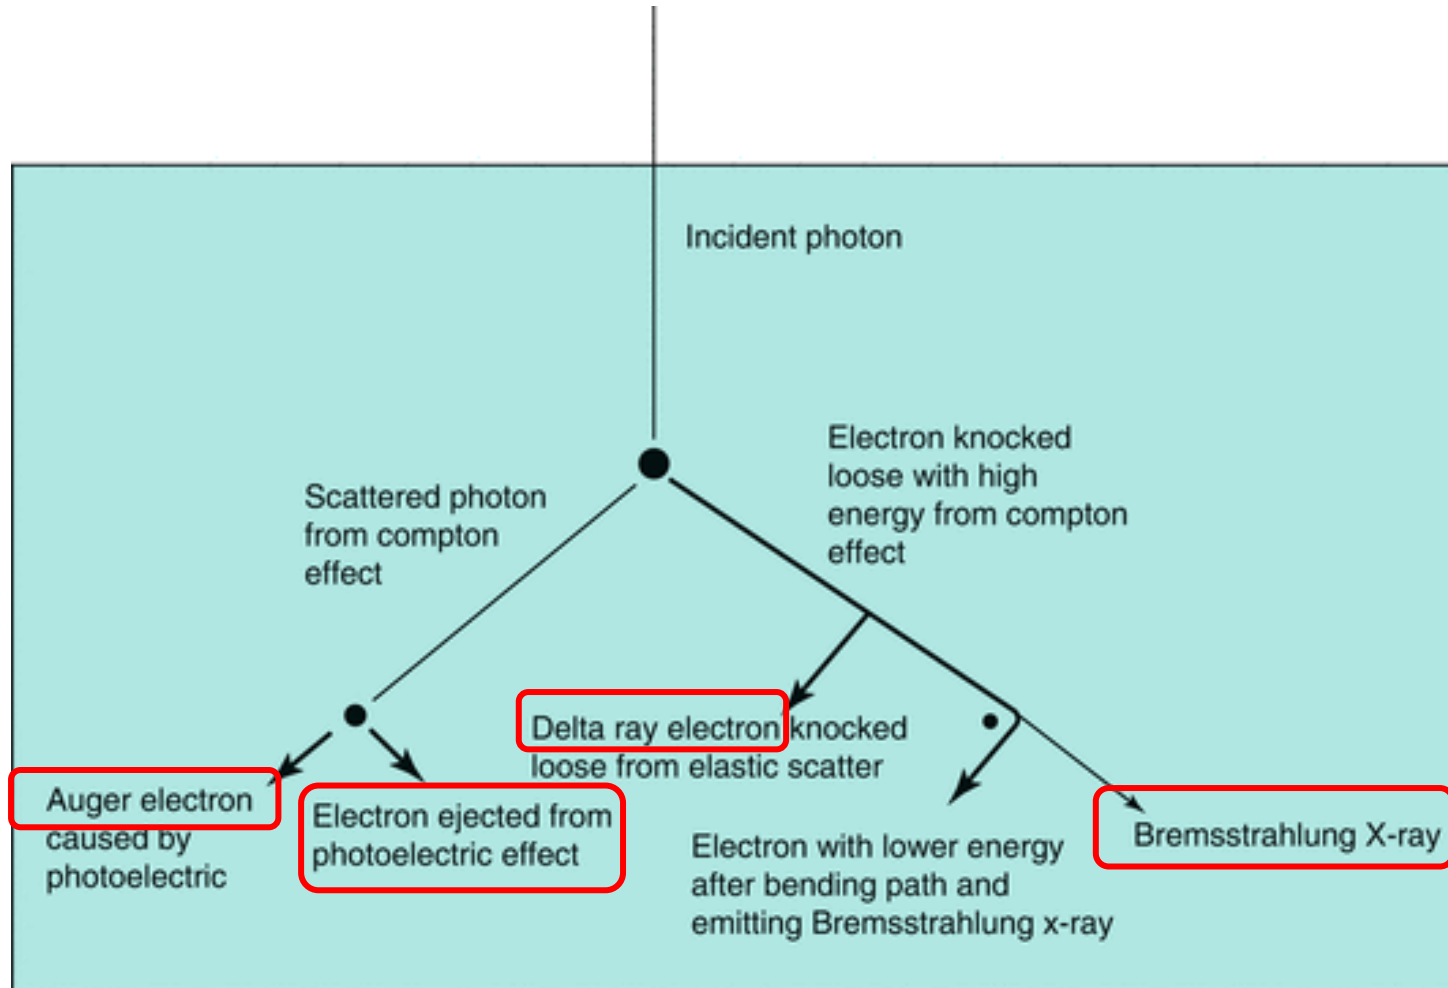 Incident photon
Electron knocked
loose with high
energy from compton
effect
Scattered photon
from compton
effect
Delta ray electron knocked
loose from elastic scatter
Auger electron
caused by
photoelectric
Electron ejected from
photoelectric effect
Electron with lower energy
after bending path and
emitting Bremsstrahlung x-ray
Bremsstrahlung X-ray